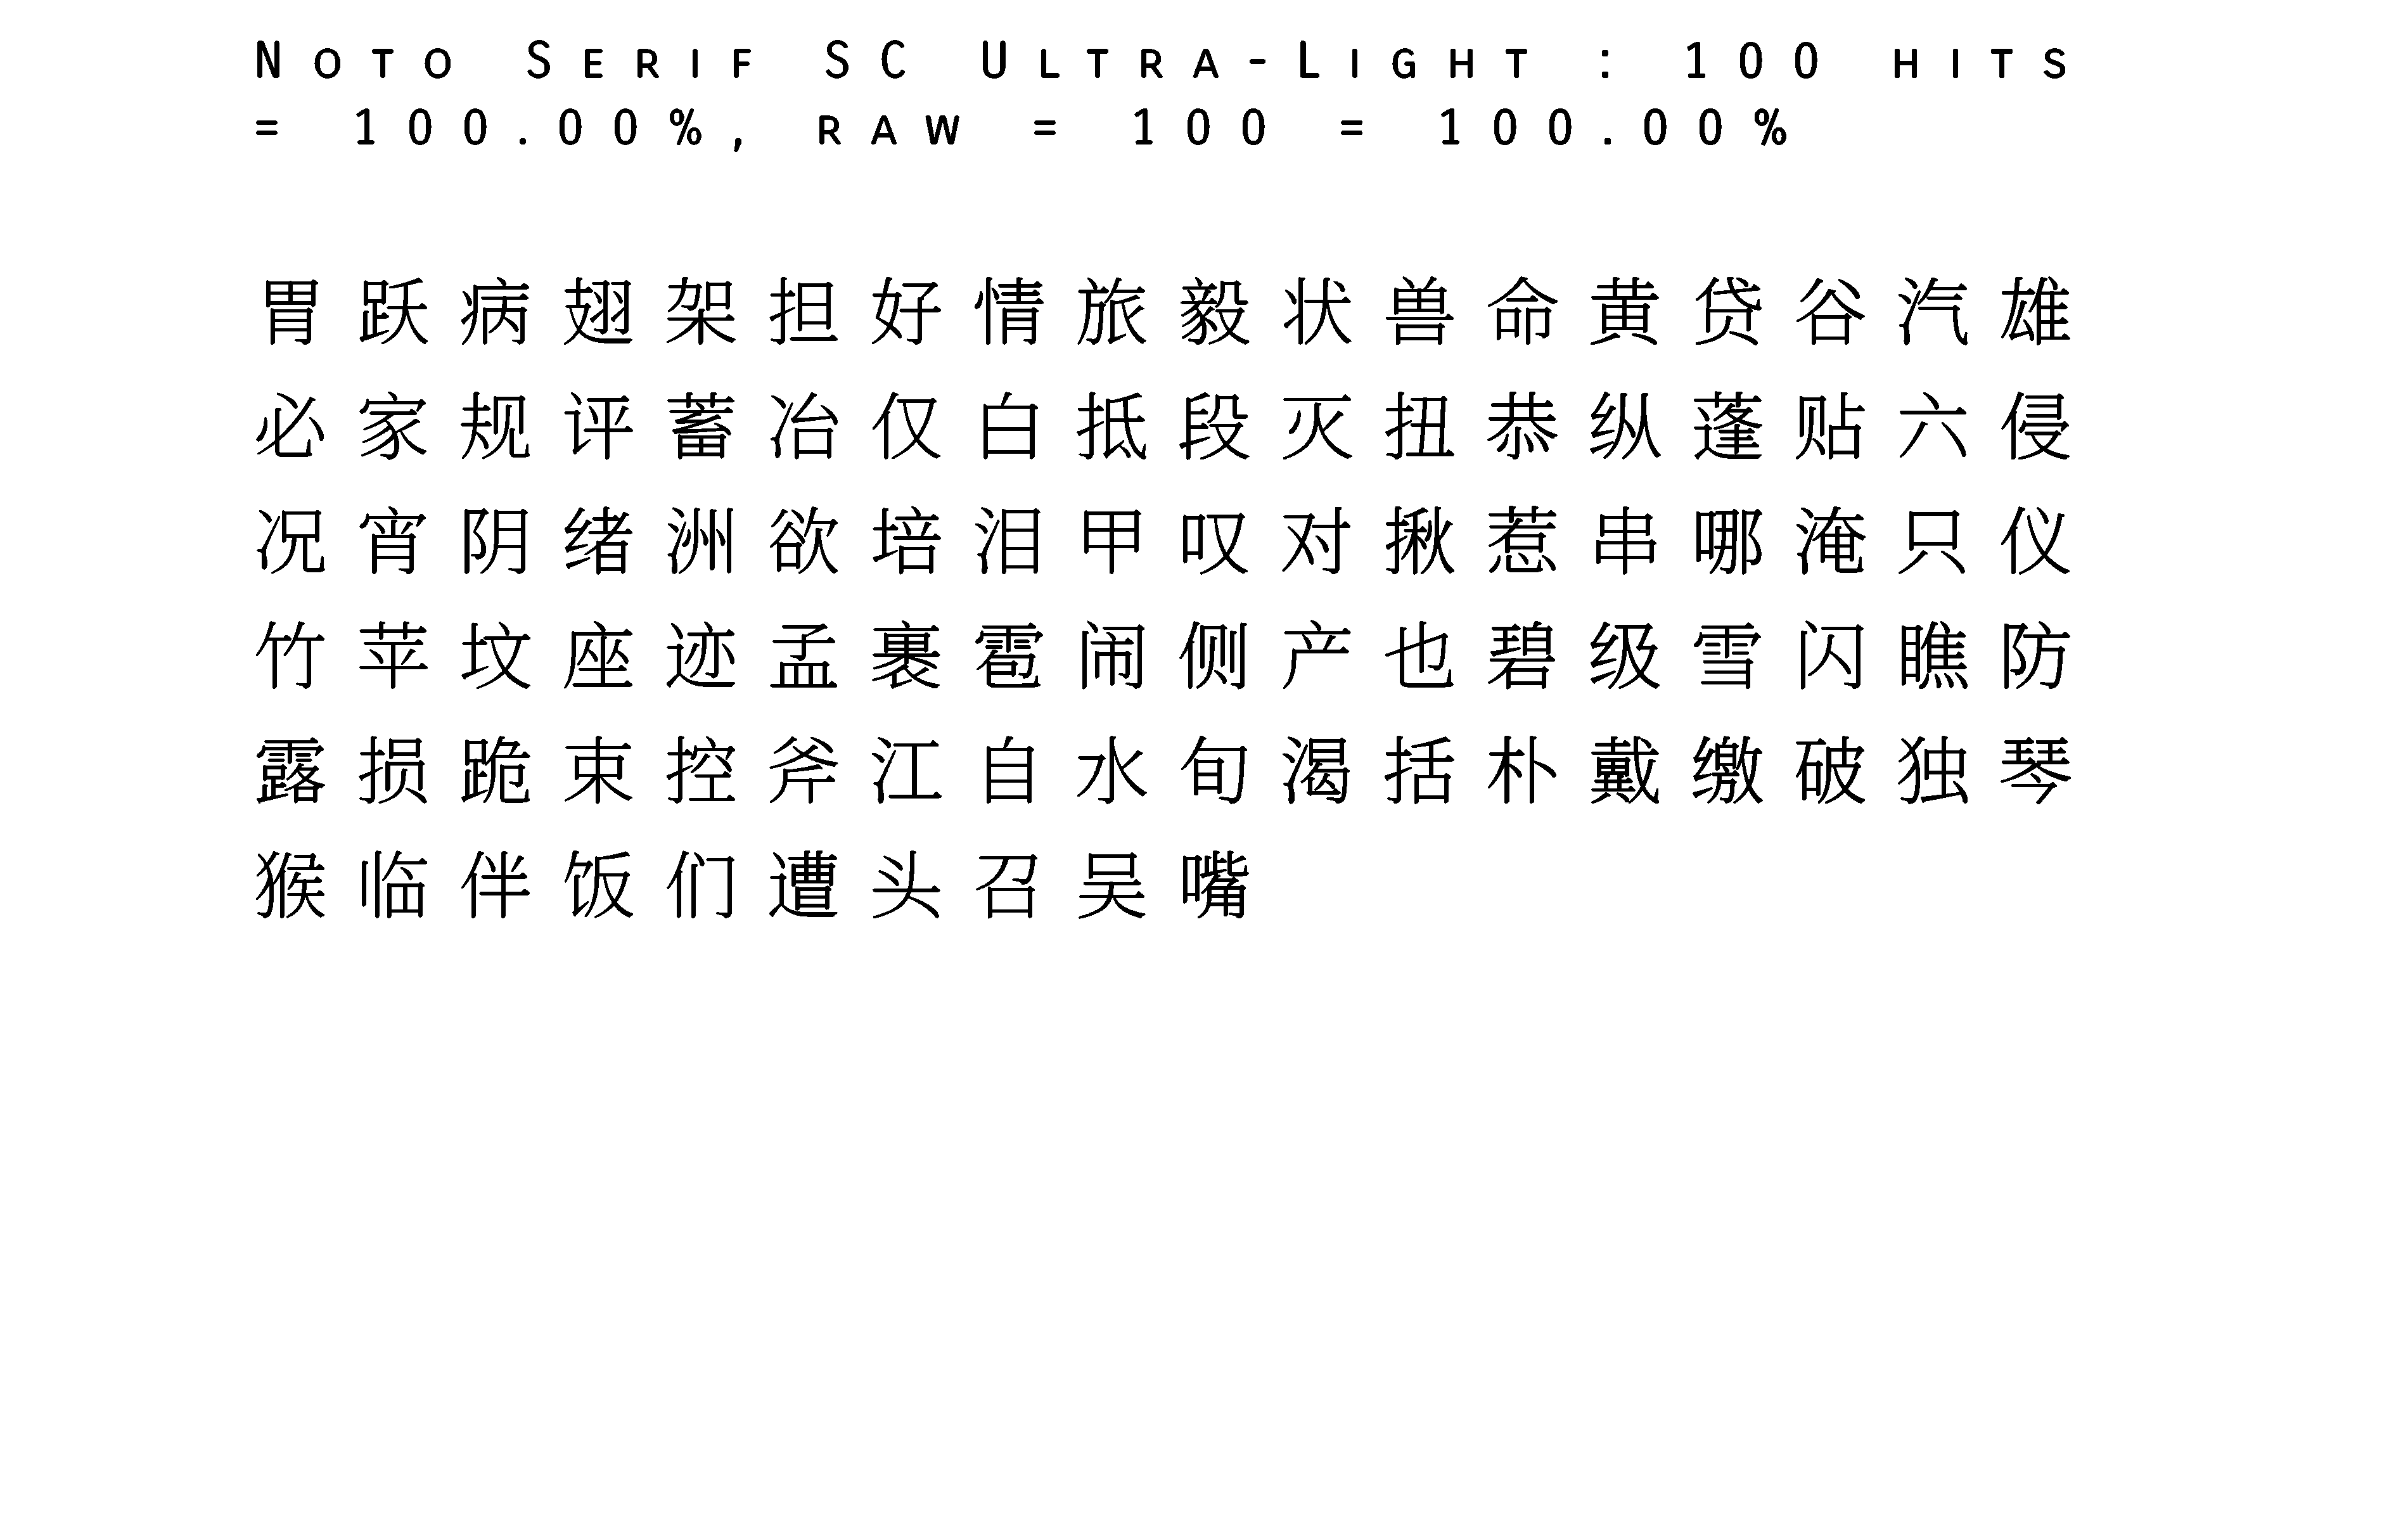 Noto Serif SC Ultra-Light : 100 hits
= 100.00%, raw = 100 = 100.00%
胃跃病翅架担好情旅毅状兽命黄贷谷汽雄
必家规评蓄冶仅白抵段灭扭恭纵蓬贴六侵
况宵阴绪洲欲培泪甲叹对揪惹串哪淹只仪
竹苹坟座迹孟裹雹闹侧产也碧级雪闪瞧防
露损跪束控斧江自水旬渴括朴戴缴破独琴
猴临伴饭们遭头召吴嘴